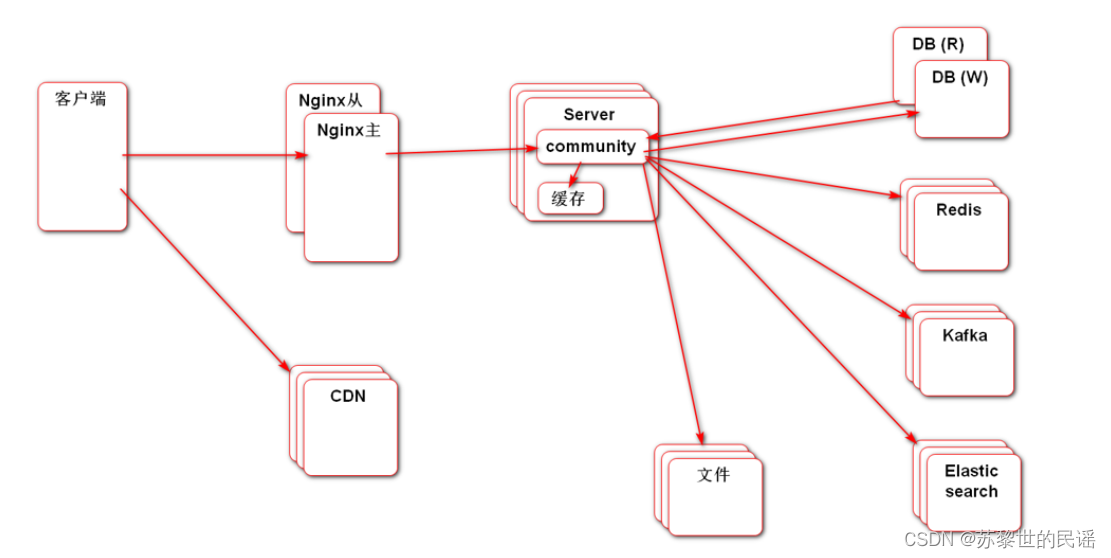 客户端
Nginx从
Nginx主
Server
community
缓存
DB (R)
DB (W)
Redis
Kafka
Elastic
search
文件
CDN
CSDN @苏黎世的民谣